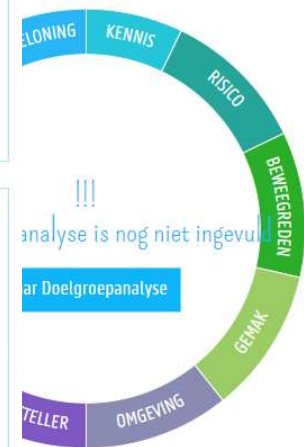 ELONING
KENNIS
RISICO
BEWEEGREDEN
GEMAK
OMGEVING
TELLER
!!!
analyse is nog niet ingevuld
ar Doelgroepanalyse